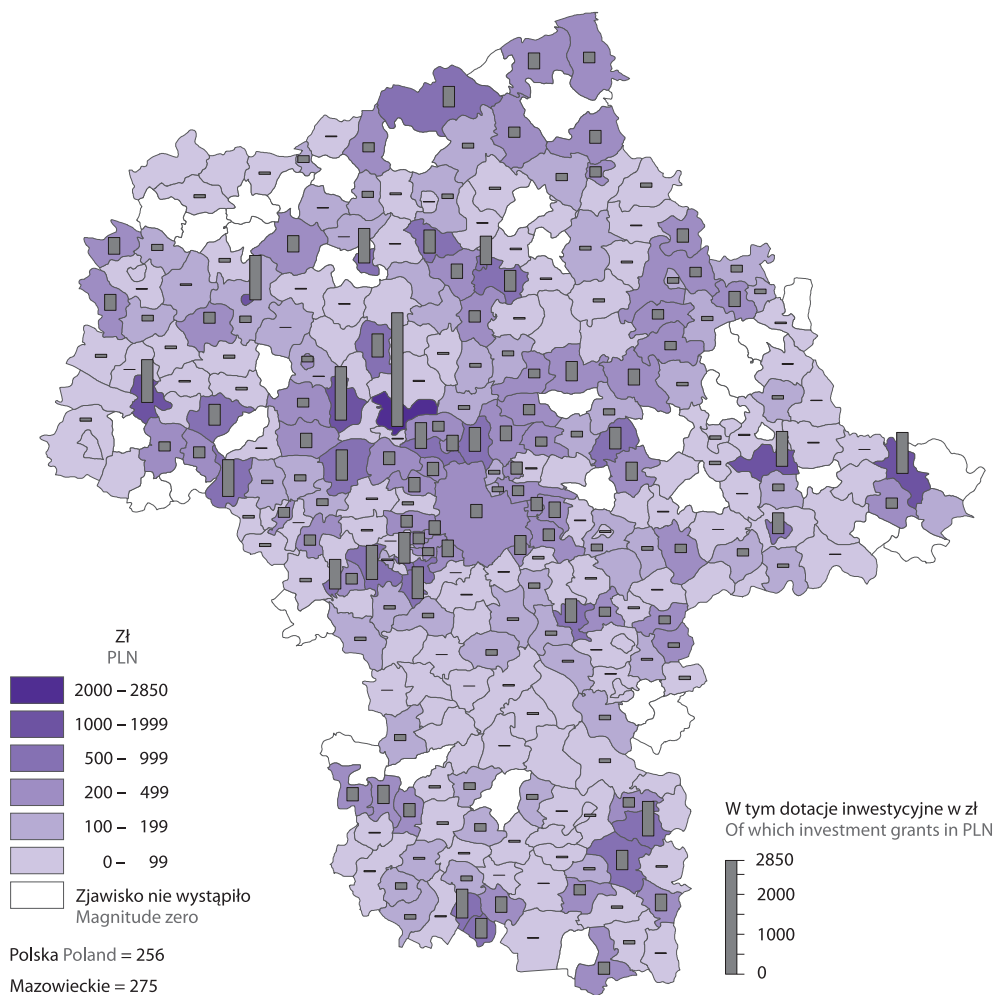 Zł
PLN
2000 – 2850
1000 – 1999
500 – 999
200 – 499
100 – 199
0 – 99
Zjawisko nie wystąpiło
Magnitude zero
Polska Poland = 256
Mazowieckie = 275
W tym dotacje inwestycyjne w zł
Of which investment grants in PLN
2850
2000
1000
0